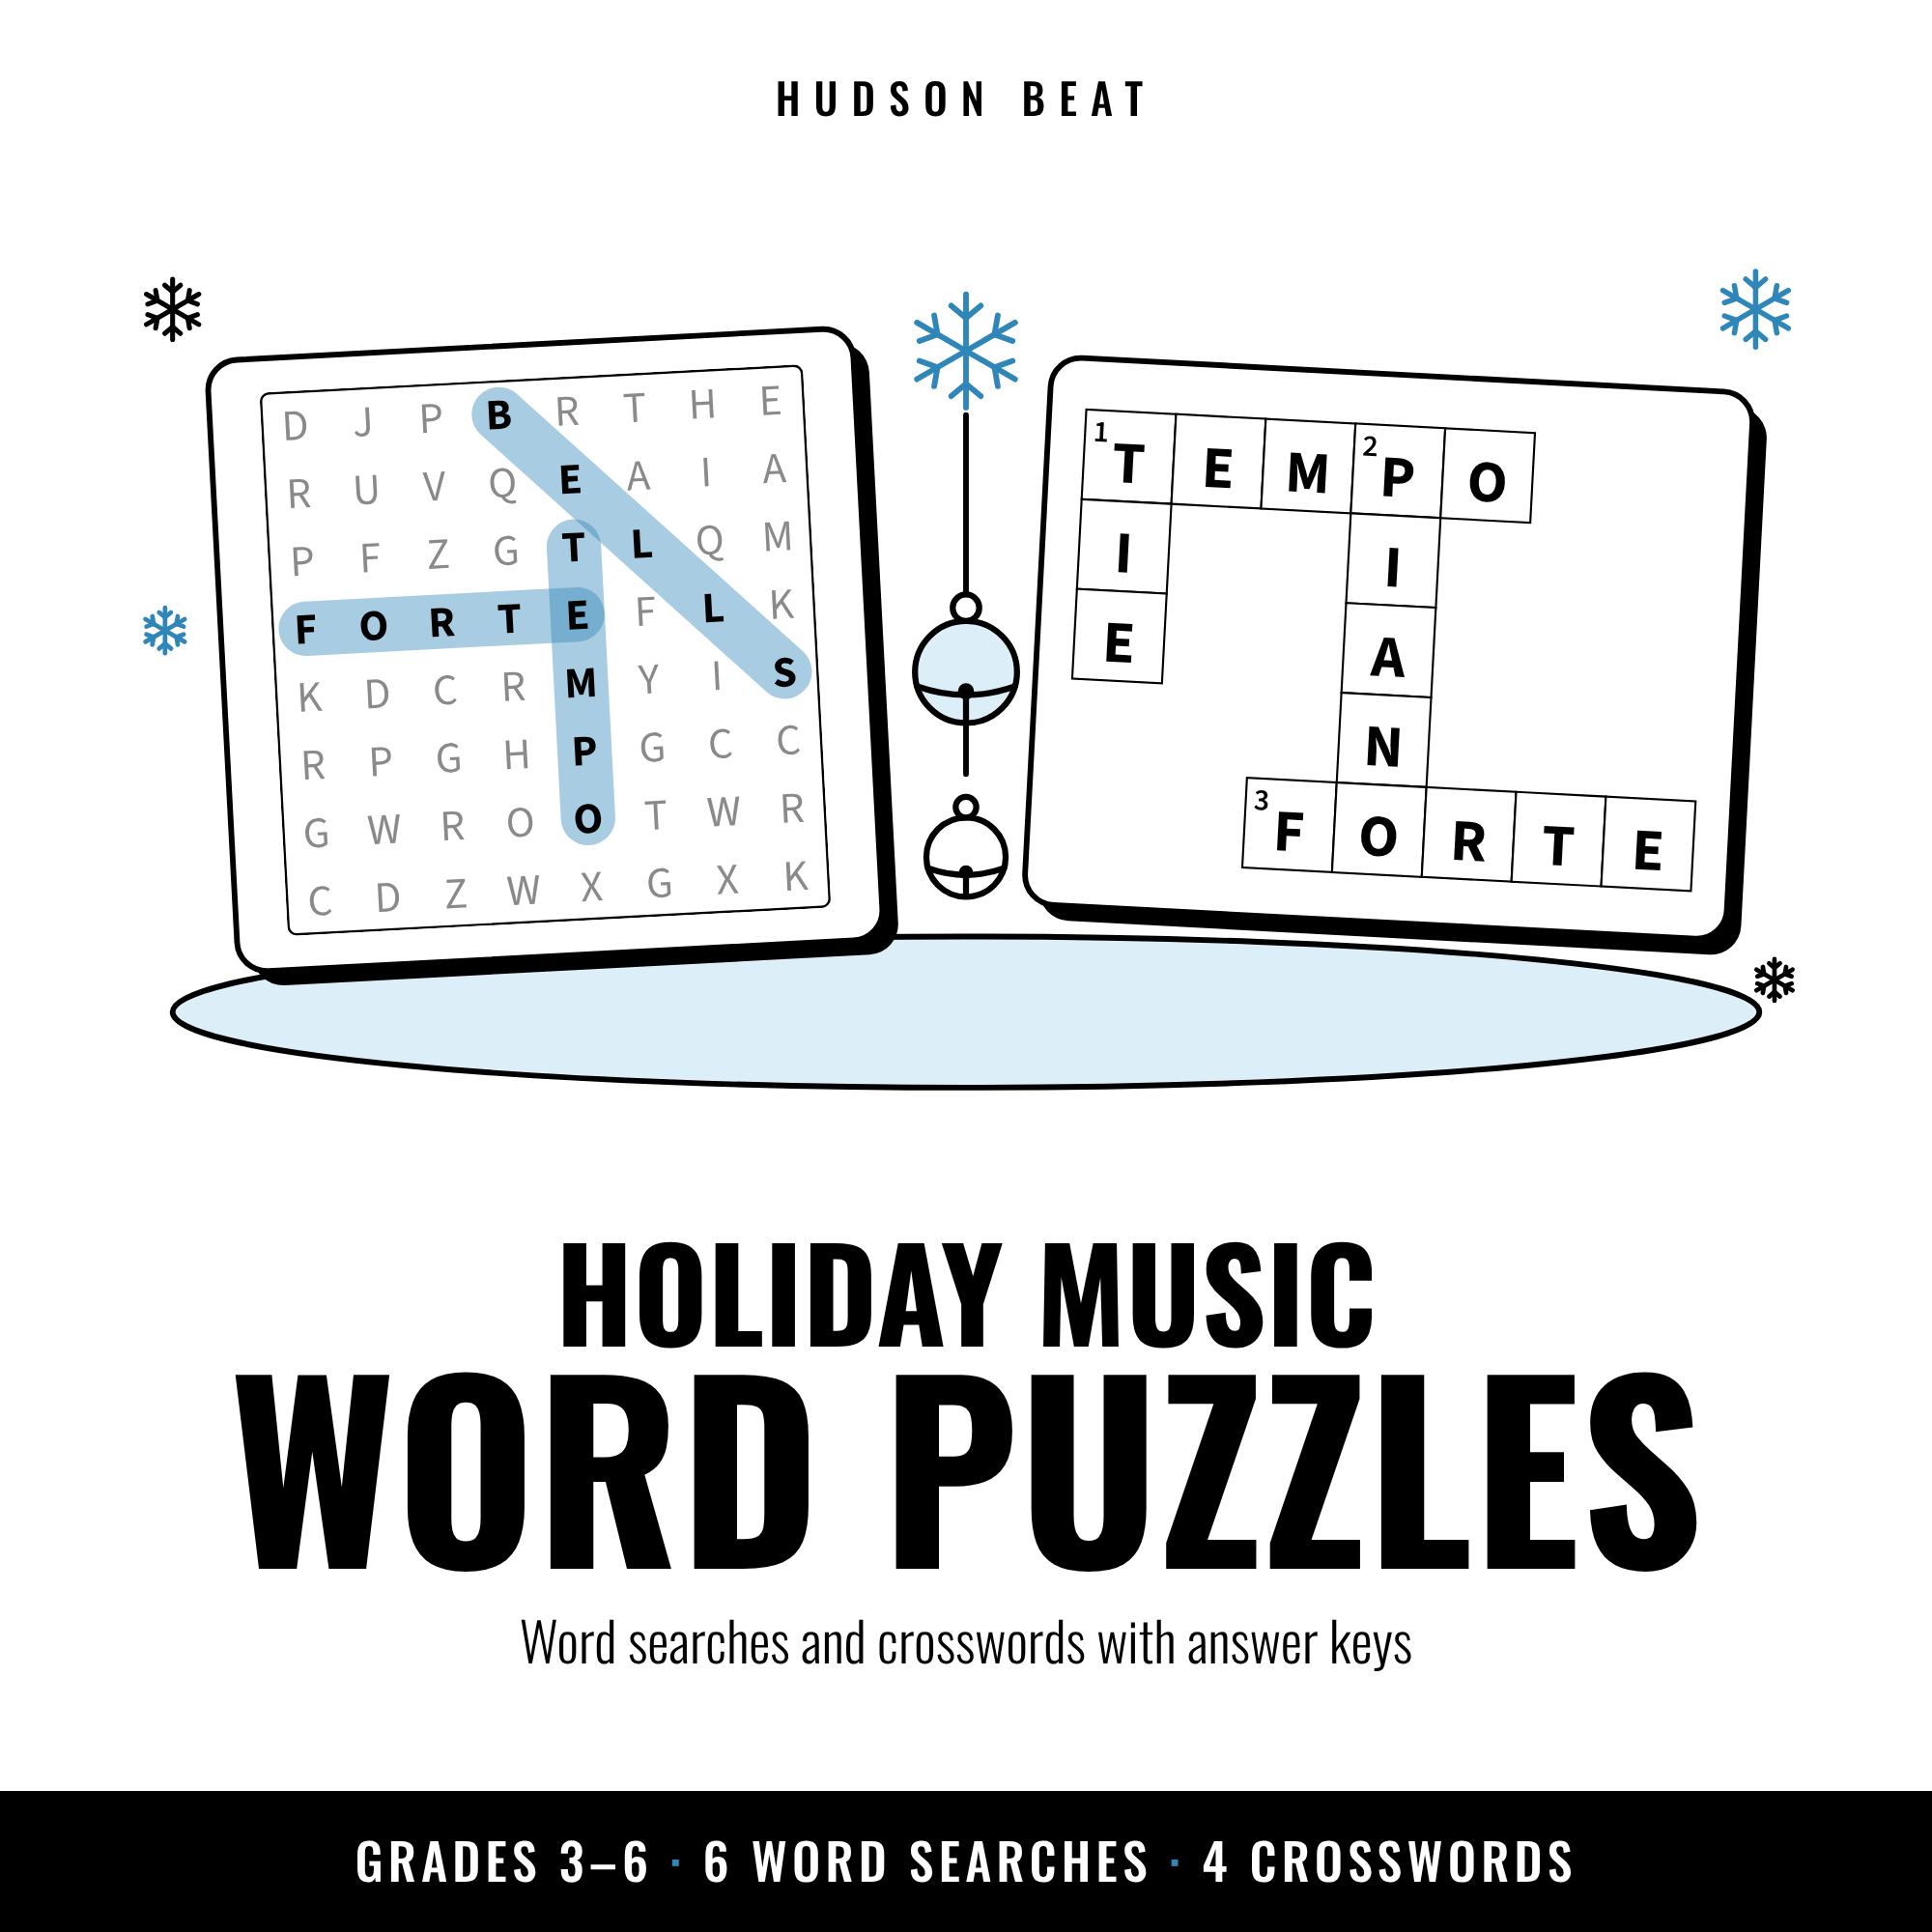 HUDSON BEAT
D J P B R T H E
R U V Q E A I A
P F Z G T L Q M
F O R T E F L K
K D C R M Y I S
R P G H P G C C
G W R O O T W R
C D Z W X G X K
1 T E M 2 P O
I I
E A
N
3 F O R T E
HOLIDAY MUSIC
WORD PUZZLES
Word searches and crosswords with answer keys
GRADES 3–6 · 6 WORD SEARCHES · 4 CROSSWORDS